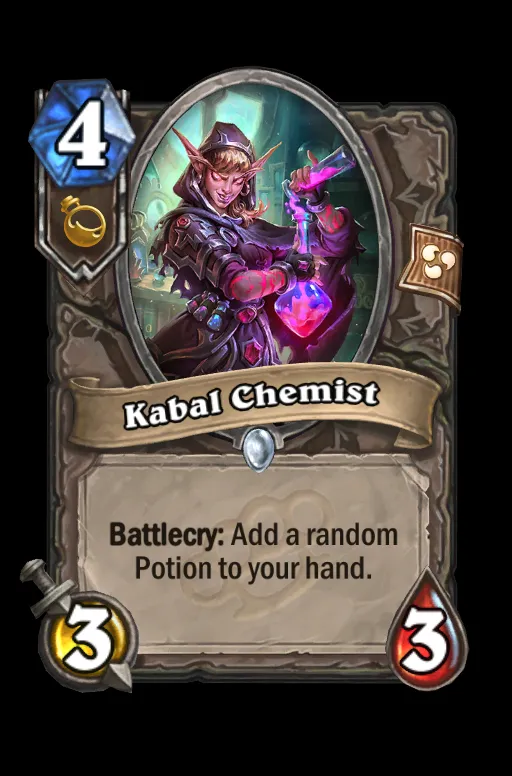 4
Kabal Chemist
Battlecry: Add a random
Potion to your hand.
3
3